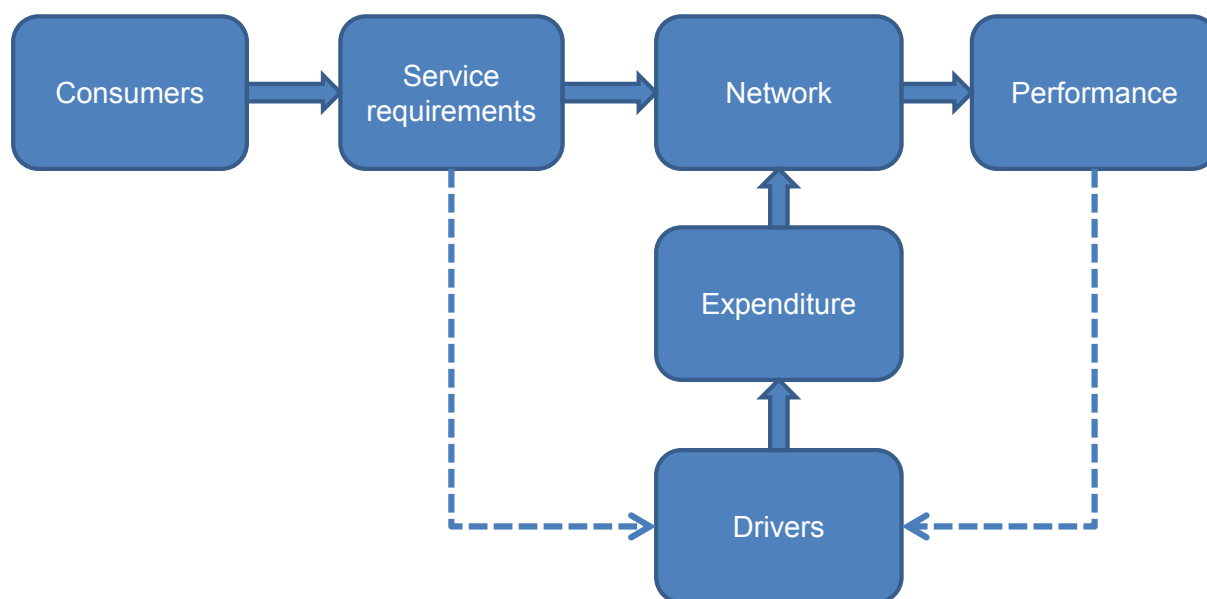 Consumers
Service
requirements
Network
Performance
Expenditure
Drivers